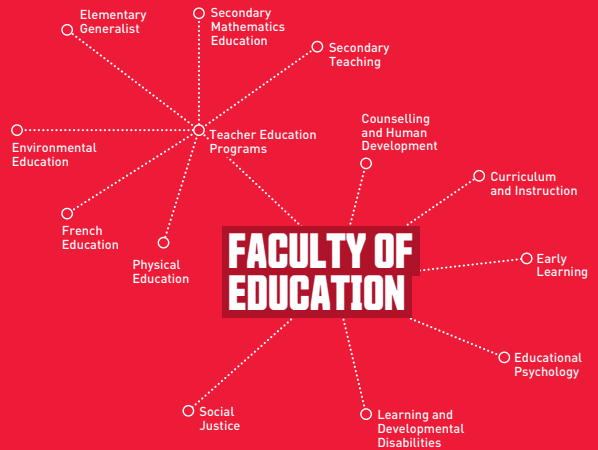 Elementary
Generalist
Secondary
Mathematics
Education
Secondary
Teaching
Environmental
Education
Teacher Education
Programs
Counselling
and Human
Development
Curriculum
and Instruction
French
Education
Physical
Education
FACULTY OF
EDUCATION
Early
Learning
Educational
Psychology
Social
Justice
Learning and
Developmental
Disabilities